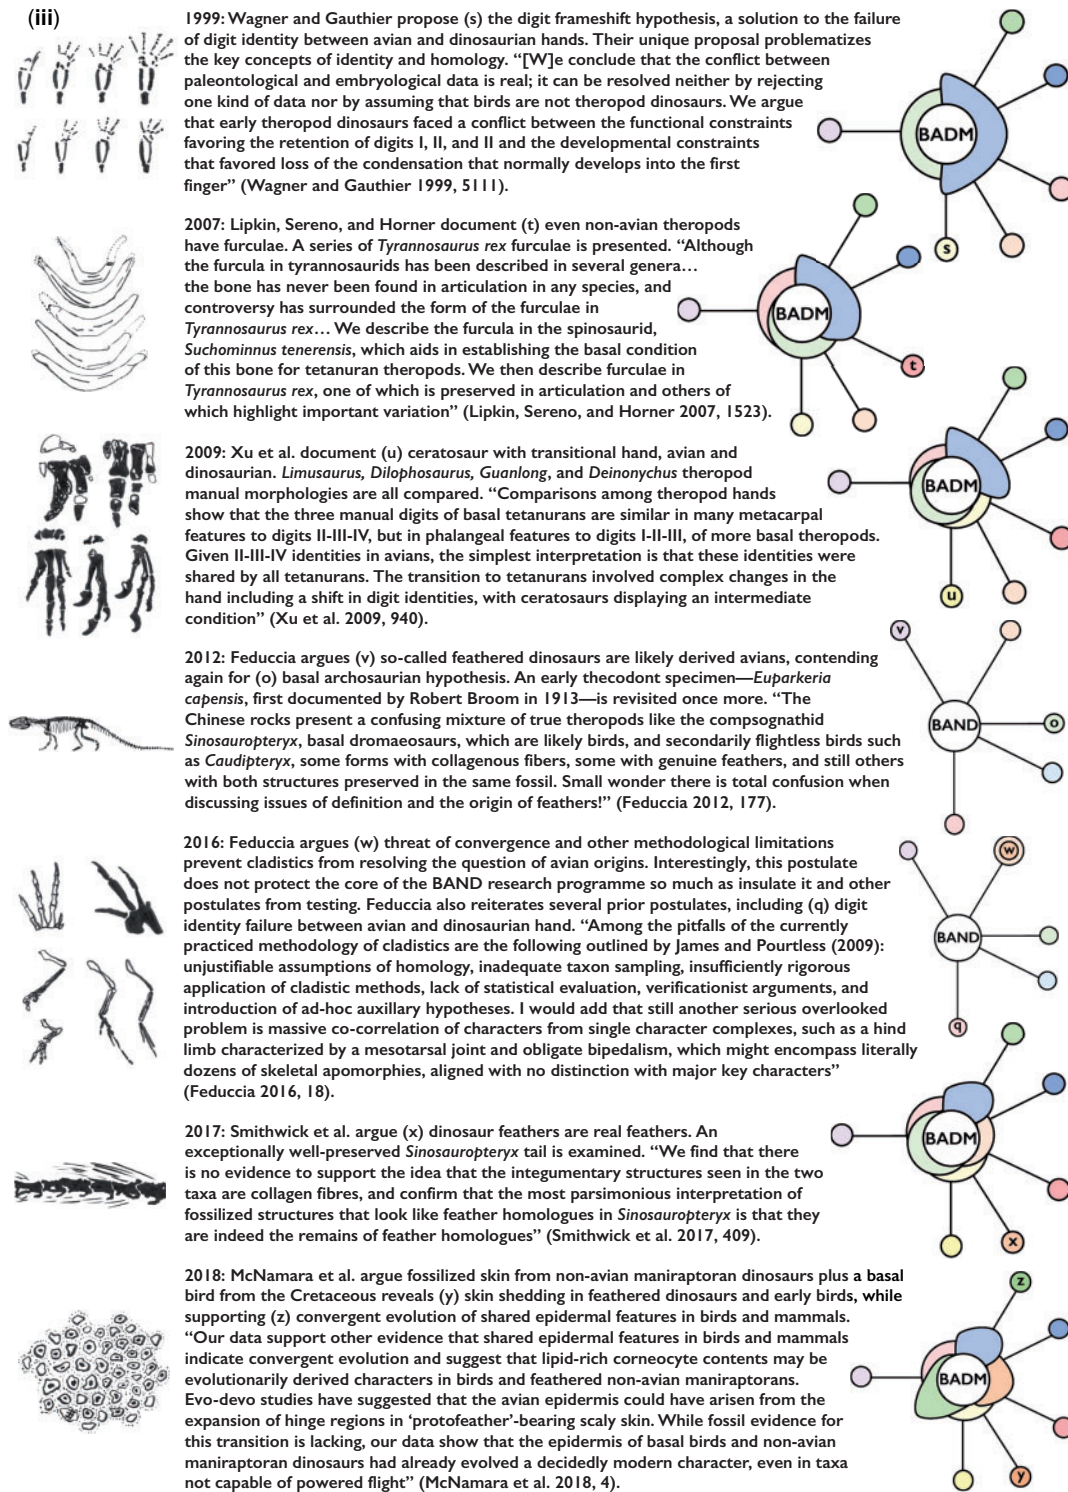 (iii)
1999: Wagner and Gauthier propose (s) the digit frameshift hypothesis, a solution to the failure
of digit identity between avian and dinosaurian hands. Their unique proposal problematizes
the key concepts of identity and homology. “[W]e conclude that the conflict between
paleontological and embryological data is real; it can be resolved neither by rejecting
one kind of data nor by assuming that birds are not theropod dinosaurs. We argue
that early theropod dinosaurs faced a conflict between the functional constraints
favoring the retention of digits I, II, and II and the developmental constraints
that favored loss of the condensation that normally develops into the first
finger” (Wagner and Gauthier 1999, 5111).
BADM
s
2007: Lipkin, Sereno, and Horner document (t) even non-avian theropods
have furculae. A series of Tyrannosaurus rex furculae is presented. “Although
the furcula in tyrannosaurids has been described in several genera…
the bone has never been found in articulation in any species, and
controversy has surrounded the form of the furculae in
Tyrannosaurus rex… We describe the furcula in the spinosaurid,
Suchominnus tenerensis, which aids in establishing the basal condition
of this bone for tetanuran theropods. We then describe furculae in
Tyrannosaurus rex, one of which is preserved in articulation and others of
which highlight important variation” (Lipkin, Sereno, and Horner 2007, 1523).
BADM
t
2009: Xu et al. document (u) ceratosaur with transitional hand, avian and
dinosaurian. Limusaurus, Dilophosaurus, Guanlong, and Deinonychus theropod
manual morphologies are all compared. “Comparisons among theropod hands
show that the three manual digits of basal tetanurans are similar in many metacarpal
features to digits II-III-IV, but in phalangeal features to digits I-II-III, of more basal theropods.
Given II-III-IV identities in avians, the simplest interpretation is that these identities were
shared by all tetanurans. The transition to tetanurans involved complex changes in the
hand including a shift in digit identities, with ceratosaurs displaying an intermediate
condition” (Xu et al. 2009, 940).
BADM
u
2012: Feduccia argues (v) so-called feathered dinosaurs are likely derived avians, contending
again for (o) basal archosaurian hypothesis. An early thecodont specimen—Euparkeria
capensis, first documented by Robert Broom in 1913—is revisited once more. “The
Chinese rocks present a confusing mixture of true theropods like the compsognathid
Sinosauropteryx, basal dromaeosaurs, which are likely birds, and secondarily flightless birds such
as Caudipteryx, some forms with collagenous fibers, some with genuine feathers, and still others
with both structures preserved in the same fossil. Small wonder there is total confusion when
discussing issues of definition and the origin of feathers!” (Feduccia 2012, 177).
v
BAND
o
2016: Feduccia argues (w) threat of convergence and other methodological limitations
prevent cladistics from resolving the question of avian origins. Interestingly, this postulate
does not protect the core of the BAND research programme so much as insulate it and other
postulates from testing. Feduccia also reiterates several prior postulates, including (q) digit
identity failure between avian and dinosaurian hand. “Among the pitfalls of the currently
practiced methodology of cladistics are the following outlined by James and Pourtless (2009):
unjustifiable assumptions of homology, inadequate taxon sampling, insufficiently rigorous
application of cladistic methods, lack of statistical evaluation, verificationist arguments, and
introduction of ad-hoc auxillary hypotheses. I would add that still another serious overlooked
problem is massive co-correlation of characters from single character complexes, such as a hind
limb characterized by a mesotarsal joint and obligate bipedalism, which might encompass literally
dozens of skeletal apomorphies, aligned with no distinction with major key characters”
(Feduccia 2016, 18).
w
BAND
q
2017: Smithwick et al. argue (x) dinosaur feathers are real feathers. An
exceptionally well-preserved Sinosauropteryx tail is examined. “We find that there
is no evidence to support the idea that the integumentary structures seen in the two
taxa are collagen fibres, and confirm that the most parsimonious interpretation of
fossilized structures that look like feather homologues in Sinosauropteryx is that they
are indeed the remains of feather homologues” (Smithwick et al. 2017, 409).
BADM
x
2018: McNamara et al. argue fossilized skin from non-avian maniraptoran dinosaurs plus a basal
bird from the Cretaceous reveals (y) skin shedding in feathered dinosaurs and early birds, while
supporting (z) convergent evolution of shared epidermal features in birds and mammals.
“Our data support other evidence that shared epidermal features in birds and mammals
indicate convergent evolution and suggest that lipid-rich corneocyte contents may be
evolutionarily derived characters in birds and feathered non-avian maniraptorans.
Evo-devo studies have suggested that the avian epidermis could have arisen from the
expansion of hinge regions in ‘protofeather’-bearing scaly skin. While fossil evidence for
this transition is lacking, our data show that the epidermis of basal birds and non-avian
maniraptoran dinosaurs had already evolved a decidedly modern character, even in taxa
not capable of powered flight” (McNamara et al. 2018, 4).
z
BADM
y